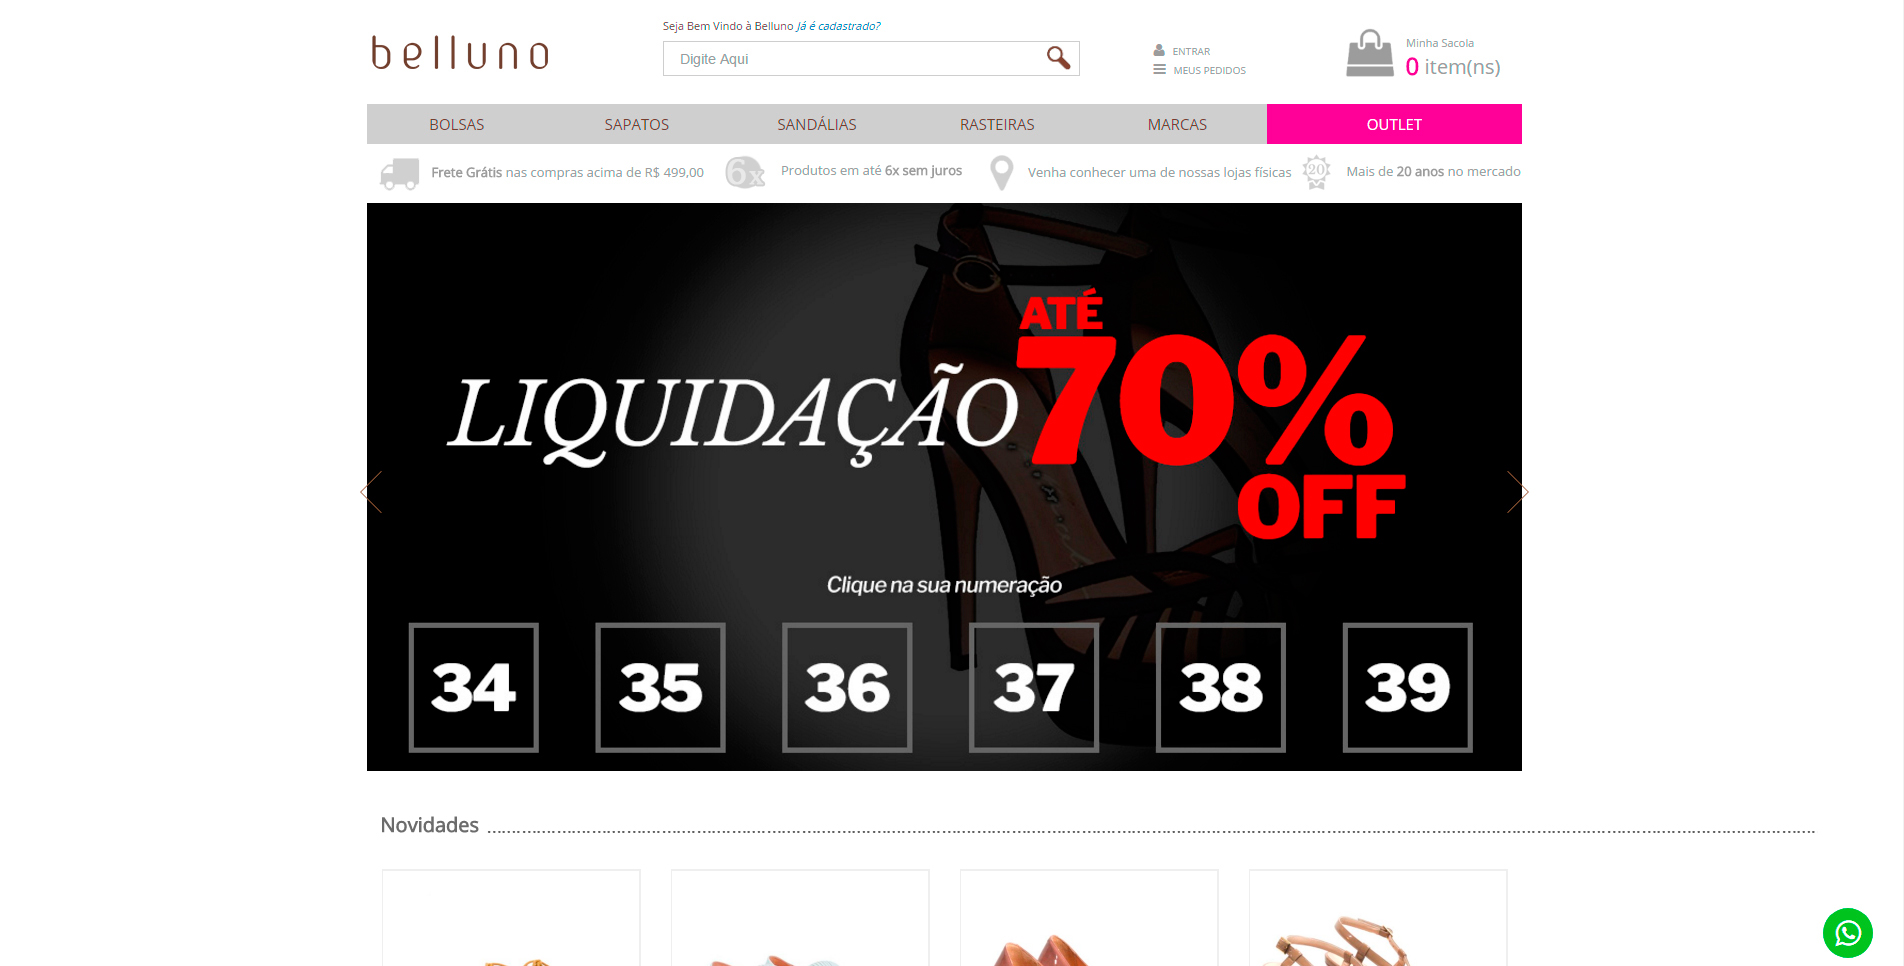 Seja Bem Vindo à Belluno Já é cadastrado?
belluno
Digite Aqui
ENTRAR
MEUS PEDIDOS
Minha Sacola
0 item(ns)
BOLSAS SAPATOS SANDÁLIAS RASTEIRAS MARCAS OUTLET
Frete Grátis nas compras acima de R$ 499,00
6x Produtos em até 6x sem juros
Venha conhecer uma de nossas lojas físicas
20 Mais de 20 anos no mercado
ATÉ
LIQUIDAÇÃO 70%
OFF
Clique na sua numeração
34 35 36 37 38 39
Novidades